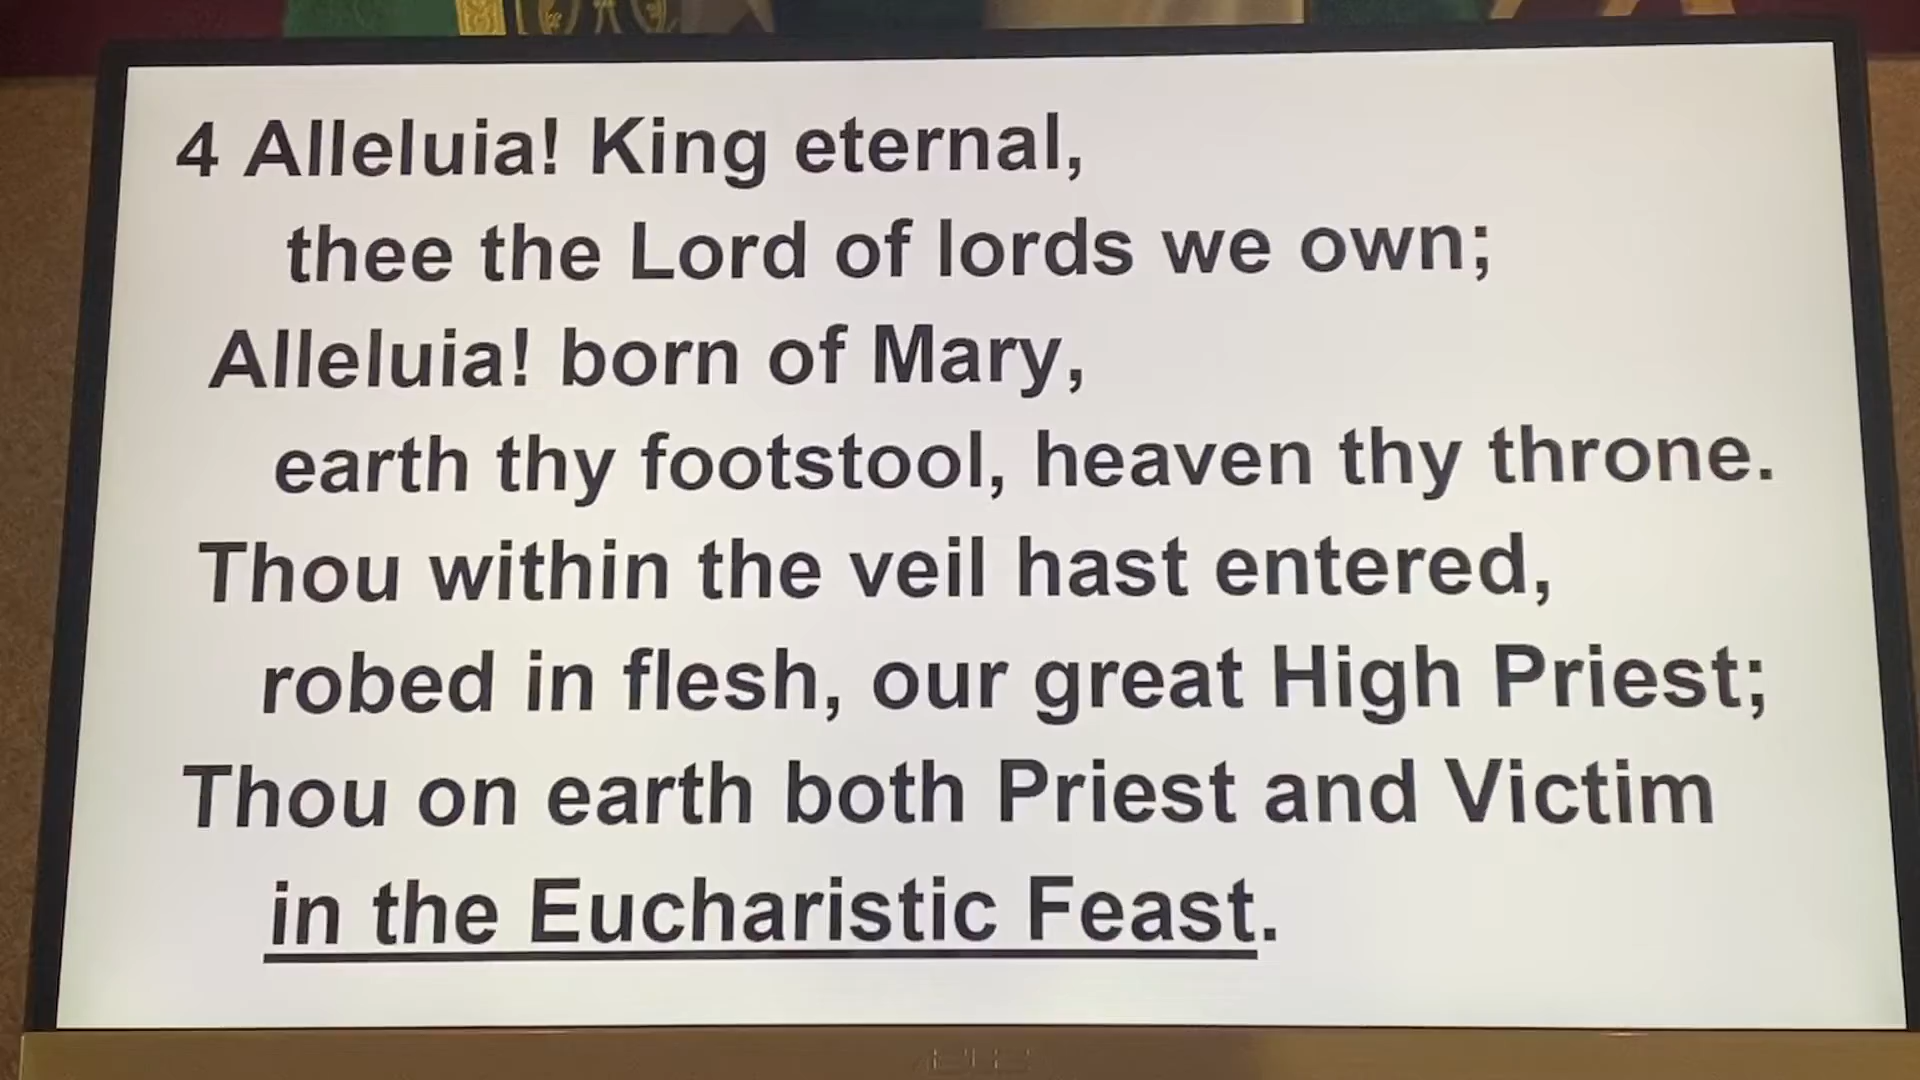 4 Alleluia! King eternal,
thee the Lord of lords we own;
Alleluia! born of Mary,
earth thy footstool, heaven thy throne.
Thou within the veil hast entered,
robed in flesh, our great High Priest;
Thou on earth both Priest and Victim
in the Eucharistic Feast.